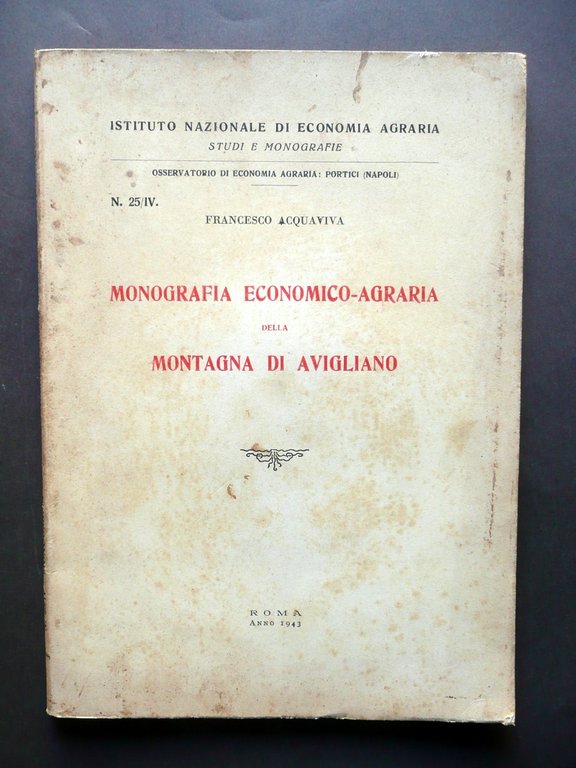 ISTITUTO NAZIONALE DI ECONOMIA AGRARIA
STUDI E MONOGRAFIE
OSSERVATORIO DI ECONOMIA AGRARIA: PORTICI (NAPOLI)
N. 25/IV.
FRANCESCO ACQUAVIVA
MONOGRAFIA ECONOMICO-AGRARIA
DELLA
MONTAGNA DI AVIGLIANO
ROMA
ANNO 1943